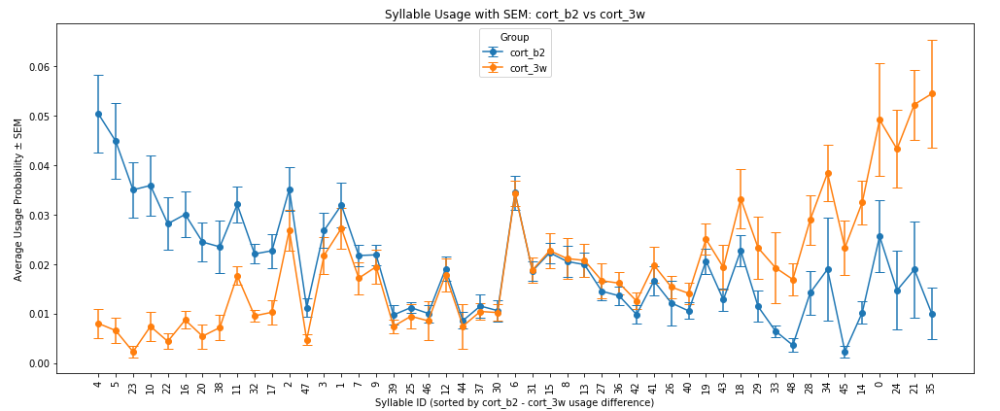 Syllable Usage with SEM: cort_b2 vs cort_3w
Group
cort_b2
cort_3w
Average Usage Probability ± SEM
0.06
0.05
0.04
0.03
0.02
0.01
0.00
4 5 23 10 22 16 20 38 11 32 17 2 47 3 1 7 9 39 25 46 12 44 37 30 6 31 15 8 13 27 36 42 41 26 40 19 43 18 29 33 48 28 34 45 14 0 24 21 35
Syllable ID (sorted by cort_b2 - cort_3w usage difference)